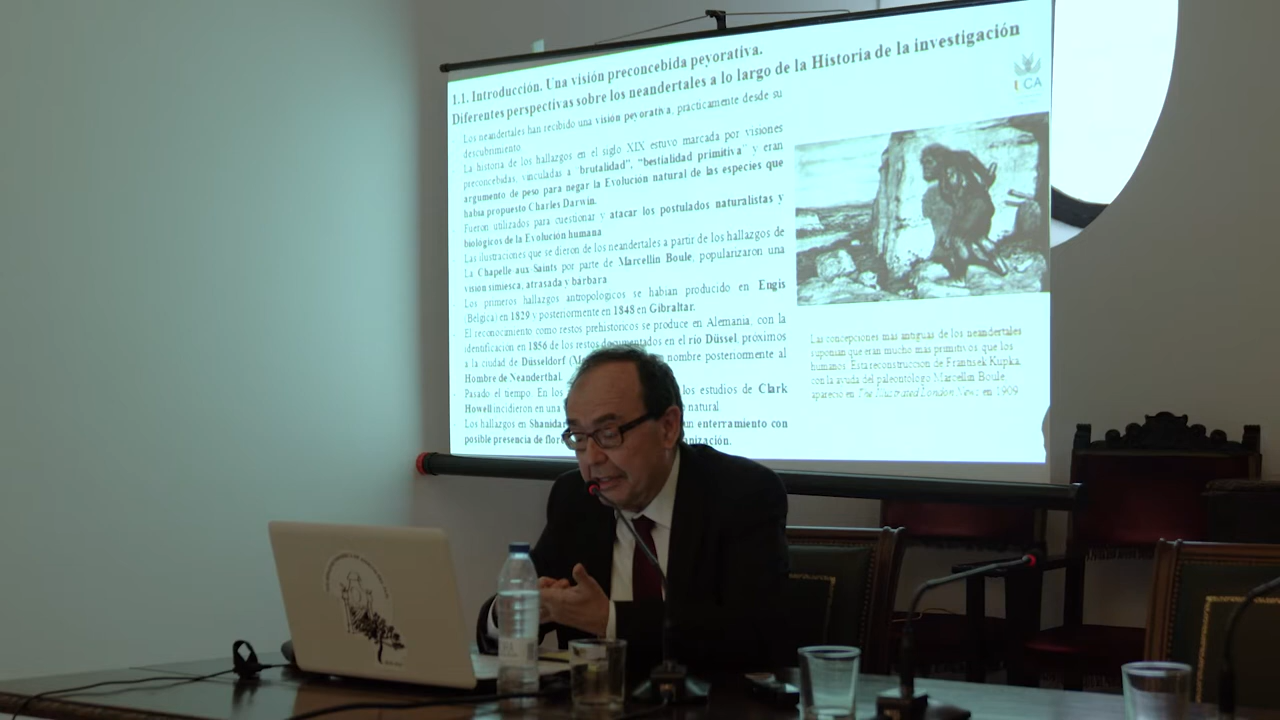 1.1. Introducción. Una visión preconcebida peyorativa.
Diferentes perspectivas sobre los neandertales a lo largo de la Historia de la investigación
UCA
Los neandertales han recibido una visión peyorativa, prácticamente desde su
descubrimiento
La historia de los hallazgos en el siglo XIX estuvo marcada por visiones
preconcebidas, vinculadas a "brutalidad", "bestialidad primitiva" y eran
argumento de peso para negar la Evolución natural de las especies que
había propuesto Charles Darwin.
Fueron utilizados para cuestionar y atacar los postulados naturalistas y
biológicos de la Evolución humana
Las ilustraciones que se dieron de los neandertales a partir de los hallazgos de
La Chapelle aux Saints por parte de Marcellin Boule, popularizaron una
visión simiesca, atrasada y bárbara
Los primeros hallazgos antropológicos se habían producido en Engis
(Bélgica) en 1829 y posteriormente en 1848 en Gibraltar.
El reconocimiento como restos prehistóricos se produce en Alemania, con la
identificación en 1856 de los restos documentados en el río Düssel, próximos
a la ciudad de Düsseldorf nombre posteriormente al
Hombre de Neanderthal.
Pasado el tiempo. En los los estudios de Clark
Howell incidieron en una natural
Los hallazgos en Shanidar un enterramiento con
posible presencia de
Las concepciones más antiguas de los neandertales
suponían que eran mucho más primitivos que los
humanos. Esta reconstrucción de Frantisek Kupka,
con la ayuda del paleontólogo Marcellin Boule
apareció en The Illustrated London News en 1909